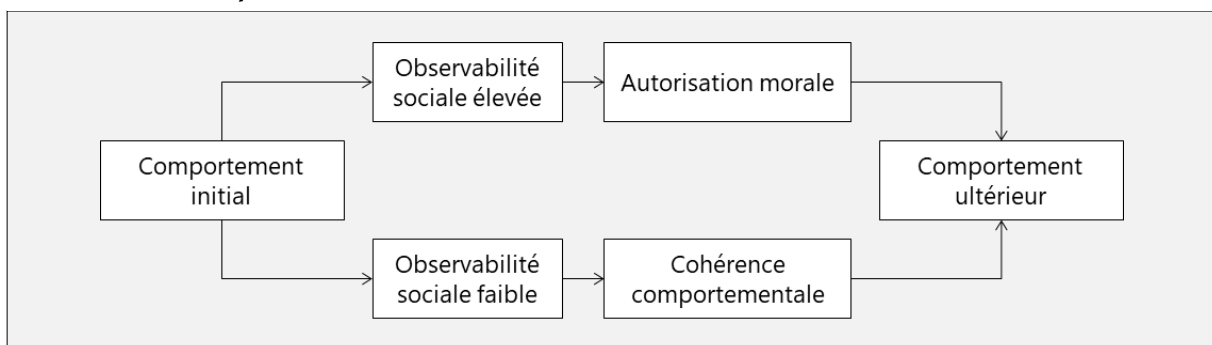 Observabilité
sociale élevée
Autorisation morale
Comportement
initial
Comportement
ultérieur
Observabilité
sociale faible
Cohérence
comportementale